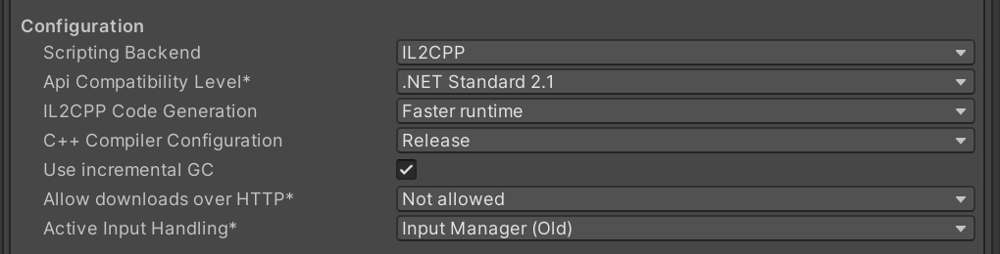 Configuration
Scripting Backend IL2CPP
Api Compatibility Level* .NET Standard 2.1
IL2CPP Code Generation Faster runtime
C++ Compiler Configuration Release
Use incremental GC
Allow downloads over HTTP* Not allowed
Active Input Handling* Input Manager (Old)